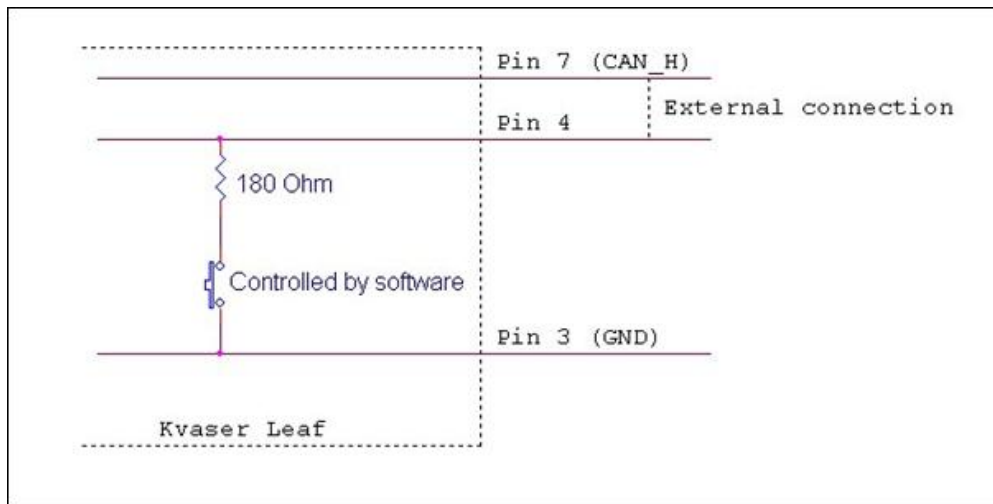 Pin 7 (CAN_H)
External connection
Pin 4
180 Ohm
Controlled by software
Pin 3 (GND)
Kvaser Leaf